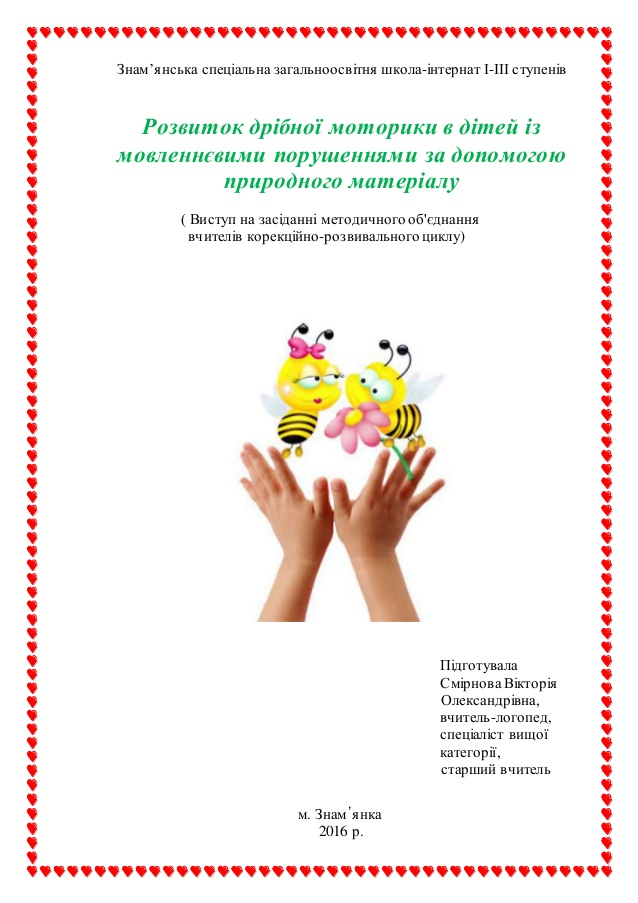 Знам’янська спеціальна загальноосвітня школа-інтернат І-ІІІ ступенів
Розвиток дрібної моторики в дітей із
мовленнєвими порушеннями за допомогою
природного матеріалу
( Виступ на засіданні методичного об'єднання
вчителів корекційно-розвивального циклу)
Підготувала
Смірнова Вікторія
Олександрівна,
вчитель-логопед,
спеціаліст вищої
категорії,
старший вчитель
м. Знам’янка
2016 р.